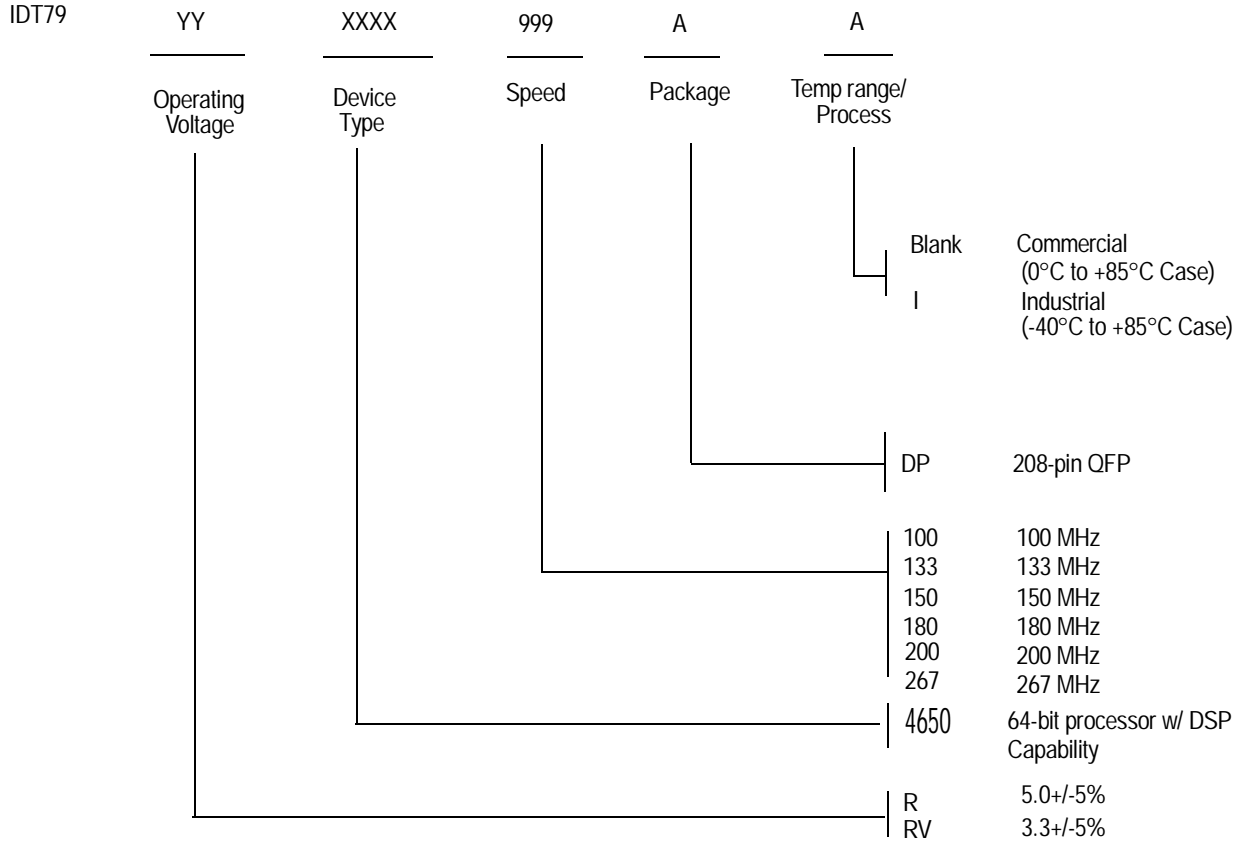 IDT79 YY XXXX 999 A A
Operating Voltage
Device Type
Speed
Package
Temp range/ Process
Blank Commercial
(0°C to +85°C Case)
I Industrial
(-40°C to +85°C Case)
DP 208-pin QFP
100 100 MHz
133 133 MHz
150 150 MHz
180 180 MHz
200 200 MHz
267 267 MHz
4650 64-bit processor w/ DSP
Capability
R 5.0+/-5%
RV 3.3+/-5%